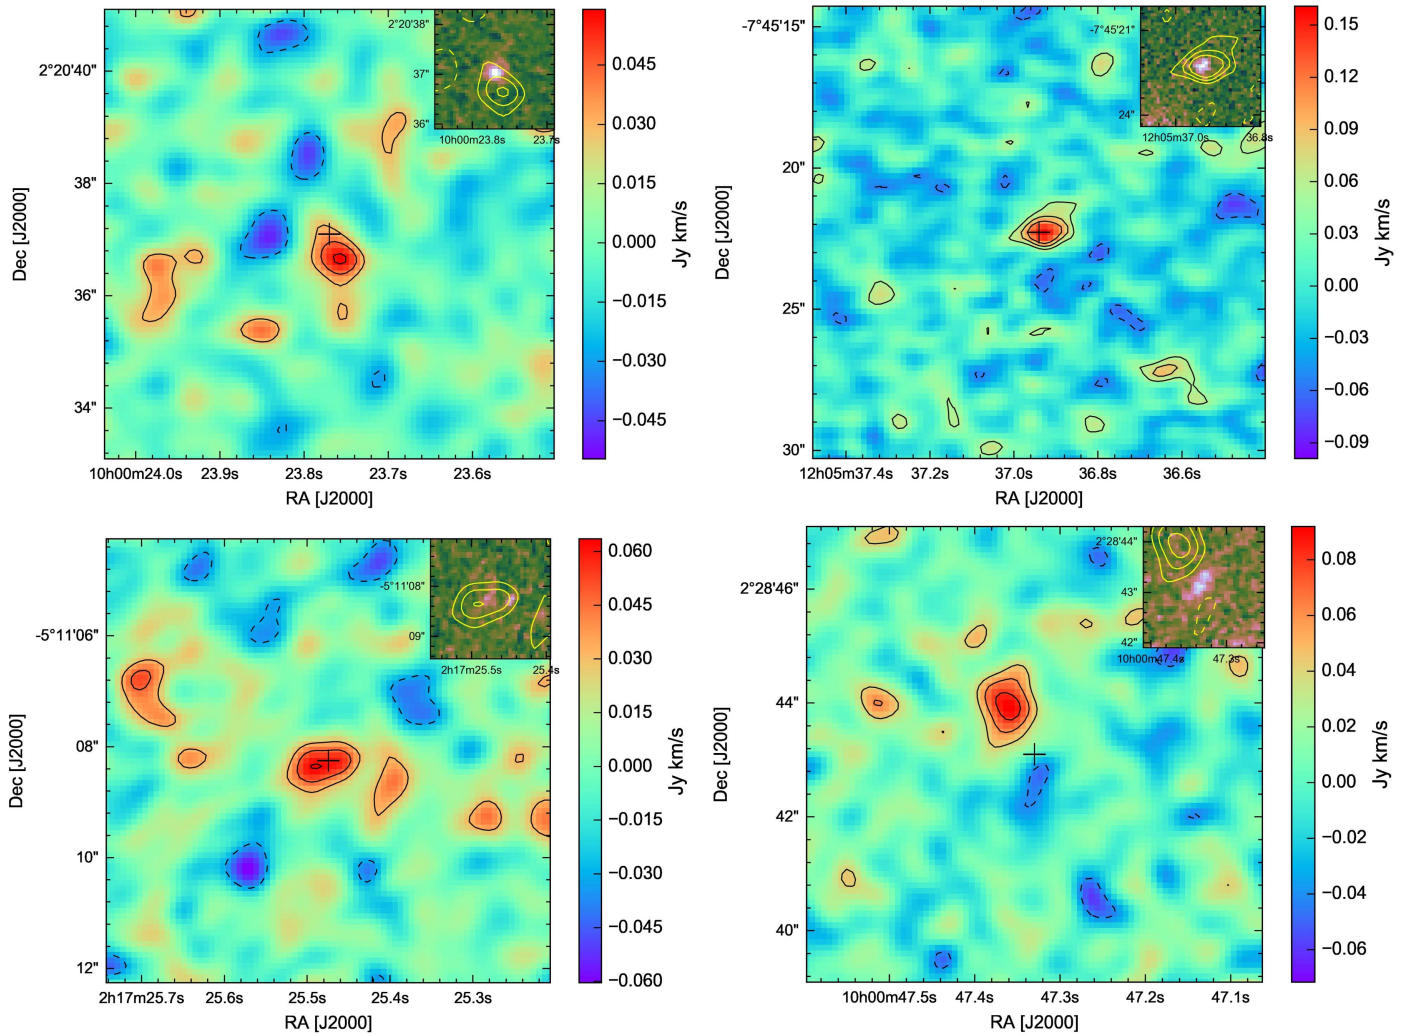 2°20'40"
38"
36"
34"
Dec [J2000]
10h00m24.0s 23.9s 23.8s 23.7s 23.6s
RA [J2000]
2°20'38"
37"
36"
10h00m23.8s 23.7s
0.045
0.030
0.015
0.000
−0.015
−0.030
−0.045
Jy km/s
-7°45'15"
20"
25"
30"
Dec [J2000]
12h05m37.4s 37.2s 37.0s 36.8s 36.6s
RA [J2000]
-7°45'21"
24"
12h05m37.0s 36.8s
0.15
0.12
0.09
0.06
0.03
0.00
−0.03
−0.06
−0.09
Jy km/s
-5°11'06"
08"
10"
12"
Dec [J2000]
2h17m25.7s 25.6s 25.5s 25.4s 25.3s
RA [J2000]
-5°11'08"
09"
2h17m25.5s 25.4s
0.060
0.045
0.030
0.015
0.000
−0.015
−0.030
−0.045
−0.060
Jy km/s
2°28'46"
44"
42"
40"
Dec [J2000]
10h00m47.5s 47.4s 47.3s 47.2s 47.1s
RA [J2000]
2°28'44"
43"
42"
10h00m47.4s 47.3s
0.08
0.06
0.04
0.02
0.00
−0.02
−0.04
−0.06
Jy km/s